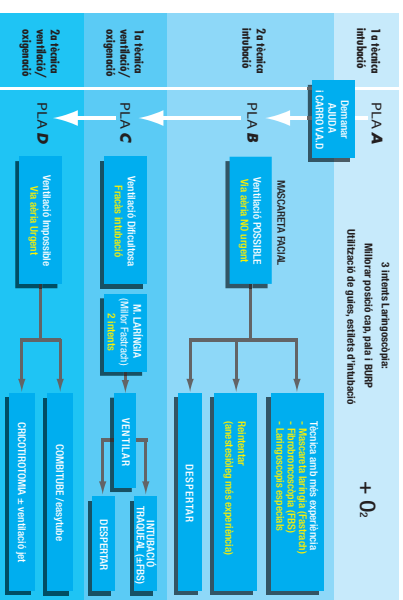 1a tècnica
intubació
PLA A
3 intents Laringoscòpia:
Millorar posició cap, pala i BURP
Utilització de guies, estilets d'intubació
+ O2
Demanar
AJUDA
i CARRO V.A.D
2a tècnica
intubació
PLA B
MASCARETA FACIAL
Ventilació POSSIBLE
Via aèria NO urgent
Tècnica amb més experiència
- Mascareta laríngia (Fastrach)
- Fibrobroncoscòpia (FBS)
- Laringoscopis especials
Reintentar
(anestesiòleg més experiència)
DESPERTAR
1a tècnica
ventilació/
oxigenació
PLA C
Ventilació Dificultosa
Fracàs intubació
M. LARÍNGIA
(Millor Fastrach)
2 intents
VENTILAR
INTUBACIÓ
TRAQUEAL (±FBS)
DESPERTAR
2a tècnica
ventilació/
oxigenació
PLA D
Ventilació Impossible
Via aèria Urgent
COMBITUBE /easytube
CRICOTIROTOMIA ± ventilació jet